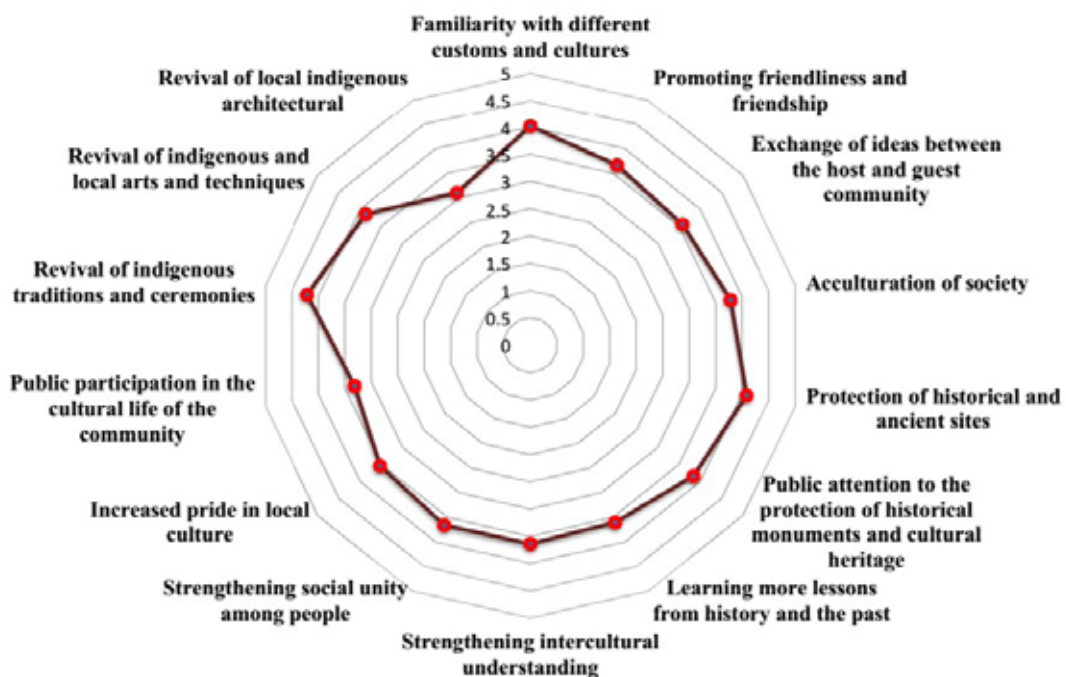 Familiarity with different
customs and cultures
Promoting friendliness and
friendship
Exchange of ideas between
the host and guest
community
Acculturation of society
Protection of historical and
ancient sites
Public attention to the
protection of historical
monuments and cultural
heritage
Learning more lessons
from history and the past
Strengthening intercultural
understanding
Strengthening social unity
among people
Increased pride in local
culture
Public participation in the
cultural life of the
community
Revival of indigenous
traditions and ceremonies
Revival of indigenous and
local arts and techniques
Revival of local indigenous
architectural
5
4.5
4
3.5
3
2.5
2
1.5
1
0.5
0